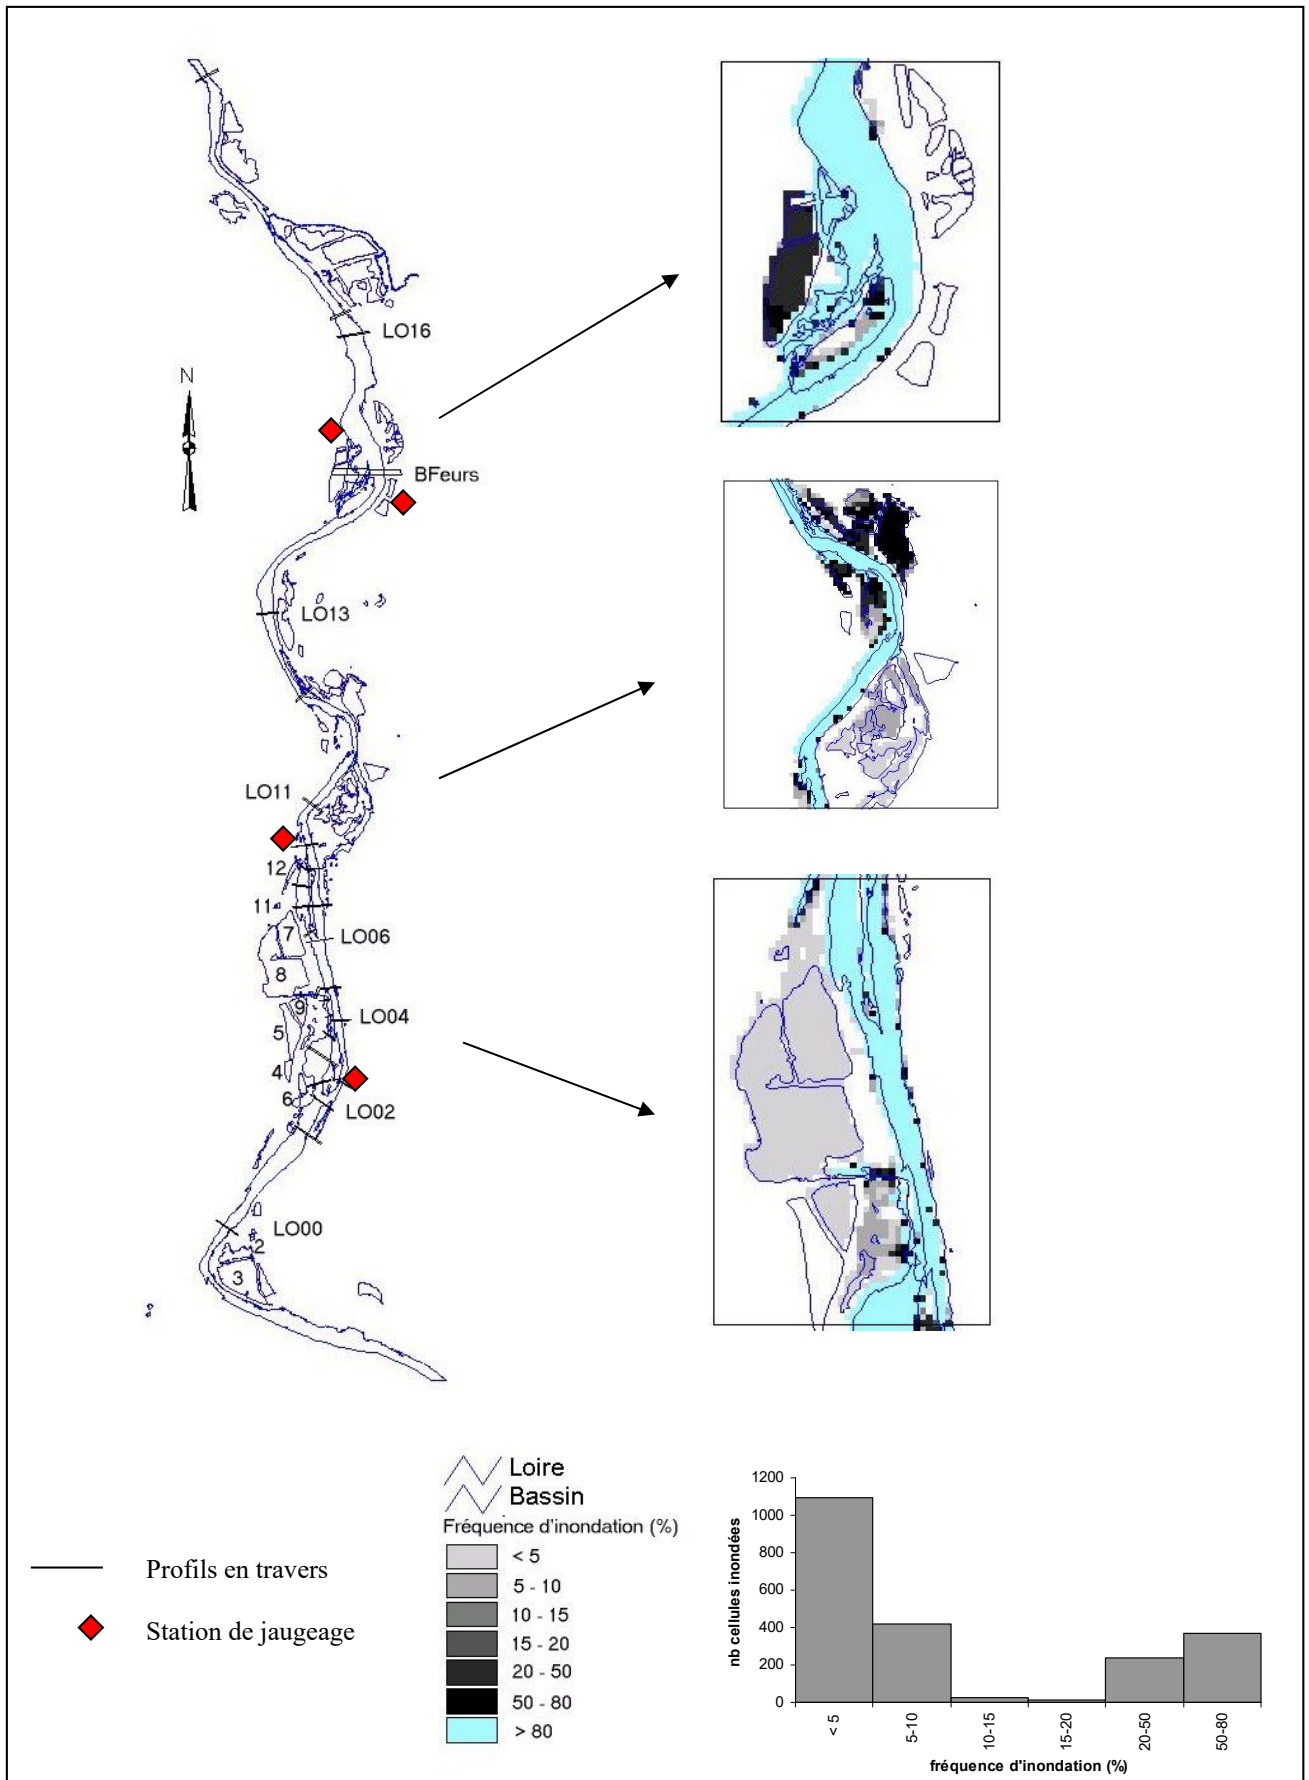 N
LO16
BFeurs
LO13
LO11
12
11
7
LO06
8
9
LO04
5
4
6
LO02
LO00
2
3
Loire
Bassin
Fréquence d'inondation (%)
< 5
5 - 10
10 - 15
15 - 20
20 - 50
50 - 80
> 80
Profils en travers
Station de jaugeage
nb cellules inondées
1200
1000
800
600
400
200
0
< 5
5-10
10-15
15-20
20-50
50-80
fréquence d'inondation (%)